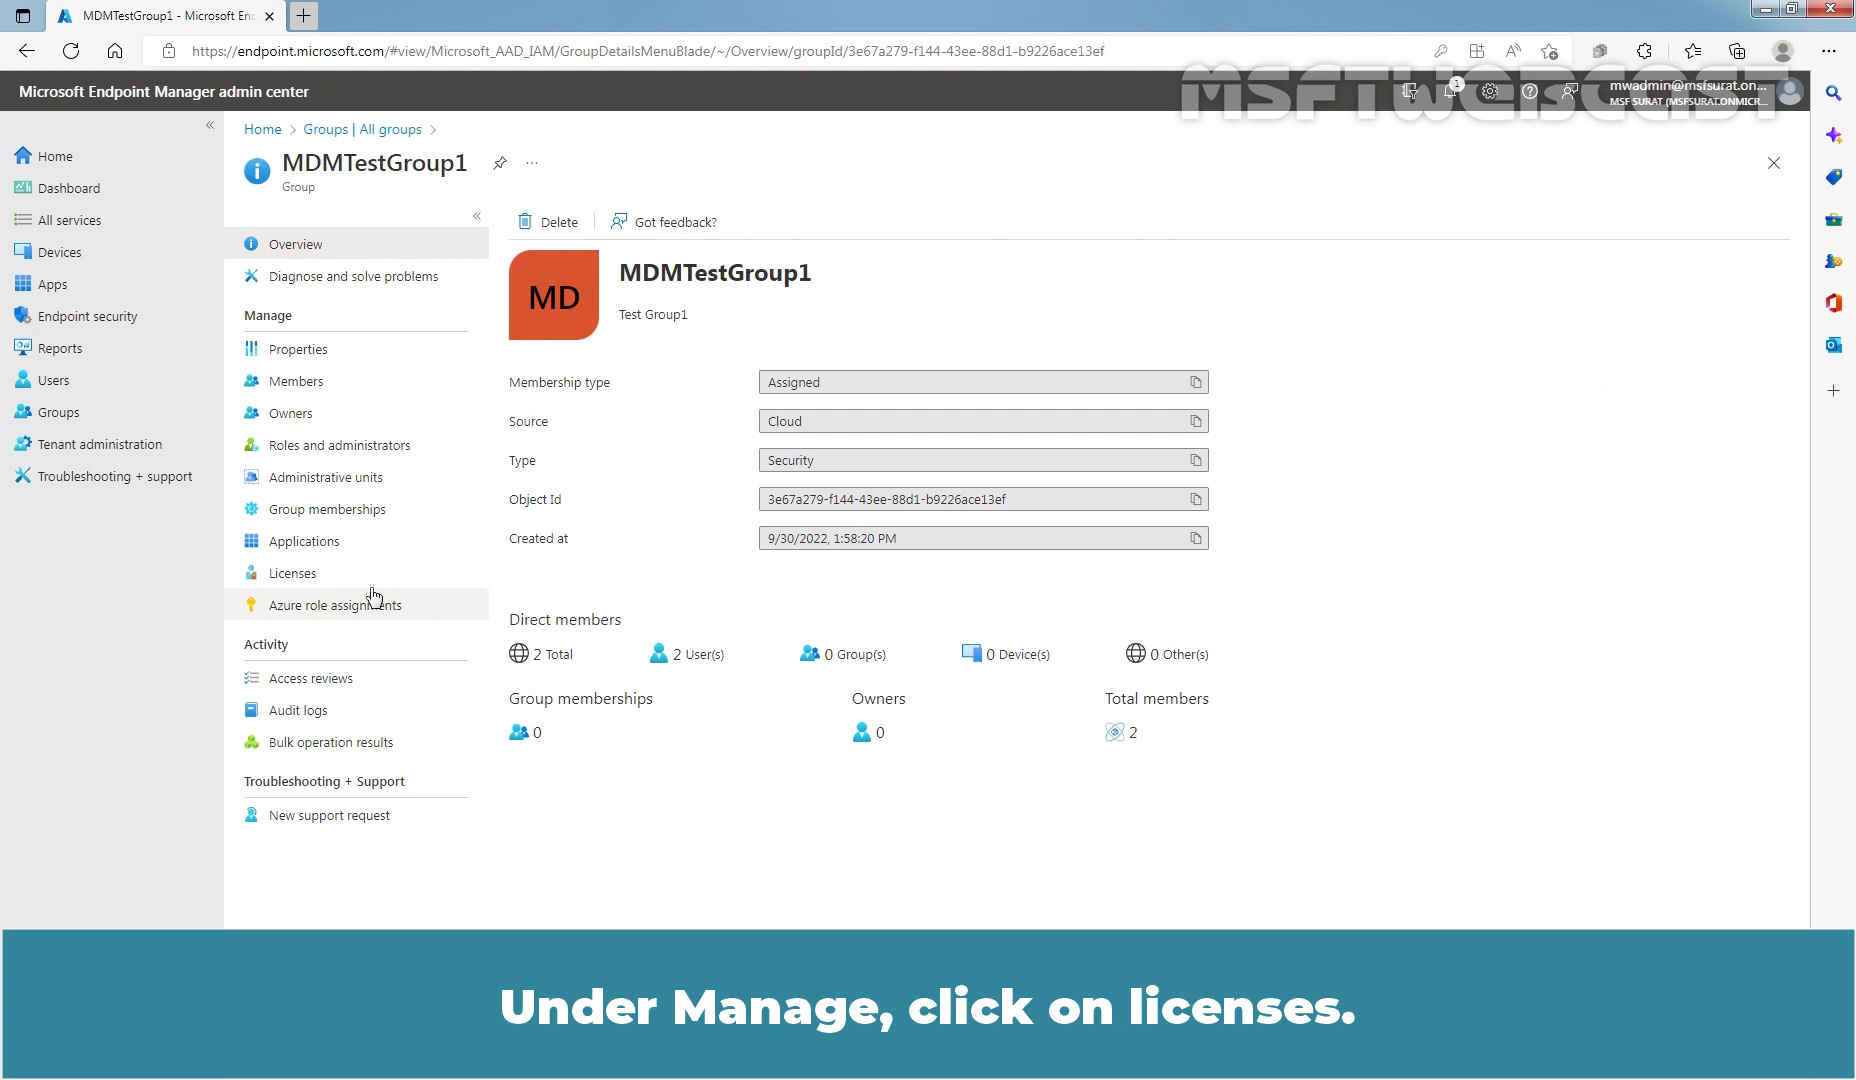 MDMTestGroup1 - Microsoft Enc
https://endpoint.microsoft.com/#view/Microsoft_AAD_IAM/GroupDetailsMenuBlade/~/Overview/groupId/3e67a279-f144-43ee-88d1-b9226ace13ef
MSFTWEBCAST
Microsoft Endpoint Manager admin center
1
mwadmin@msfsurat.on...
MSF SURAT (MSFSURAT.ONMICR...
Home > Groups | All groups >
MDMTestGroup1
Group
Home
Dashboard
All services
Devices
Apps
Endpoint security
Reports
Users
Groups
Tenant administration
Troubleshooting + support
Overview
Diagnose and solve problems
Manage
Properties
Members
Owners
Roles and administrators
Administrative units
Group memberships
Applications
Licenses
Azure role assignments
Activity
Access reviews
Audit logs
Bulk operation results
Troubleshooting + Support
New support request
Delete
Got feedback?
MD
MDMTestGroup1
Test Group1
Membership type Assigned
Source Cloud
Type Security
Object Id 3e67a279-f144-43ee-88d1-b9226ace13ef
Created at 9/30/2022, 1:58:20 PM
Direct members
2 Total 2 User(s) 0 Group(s) 0 Device(s) 0 Other(s)
Group memberships Owners Total members
0 0 2
Under Manage, click on licenses.